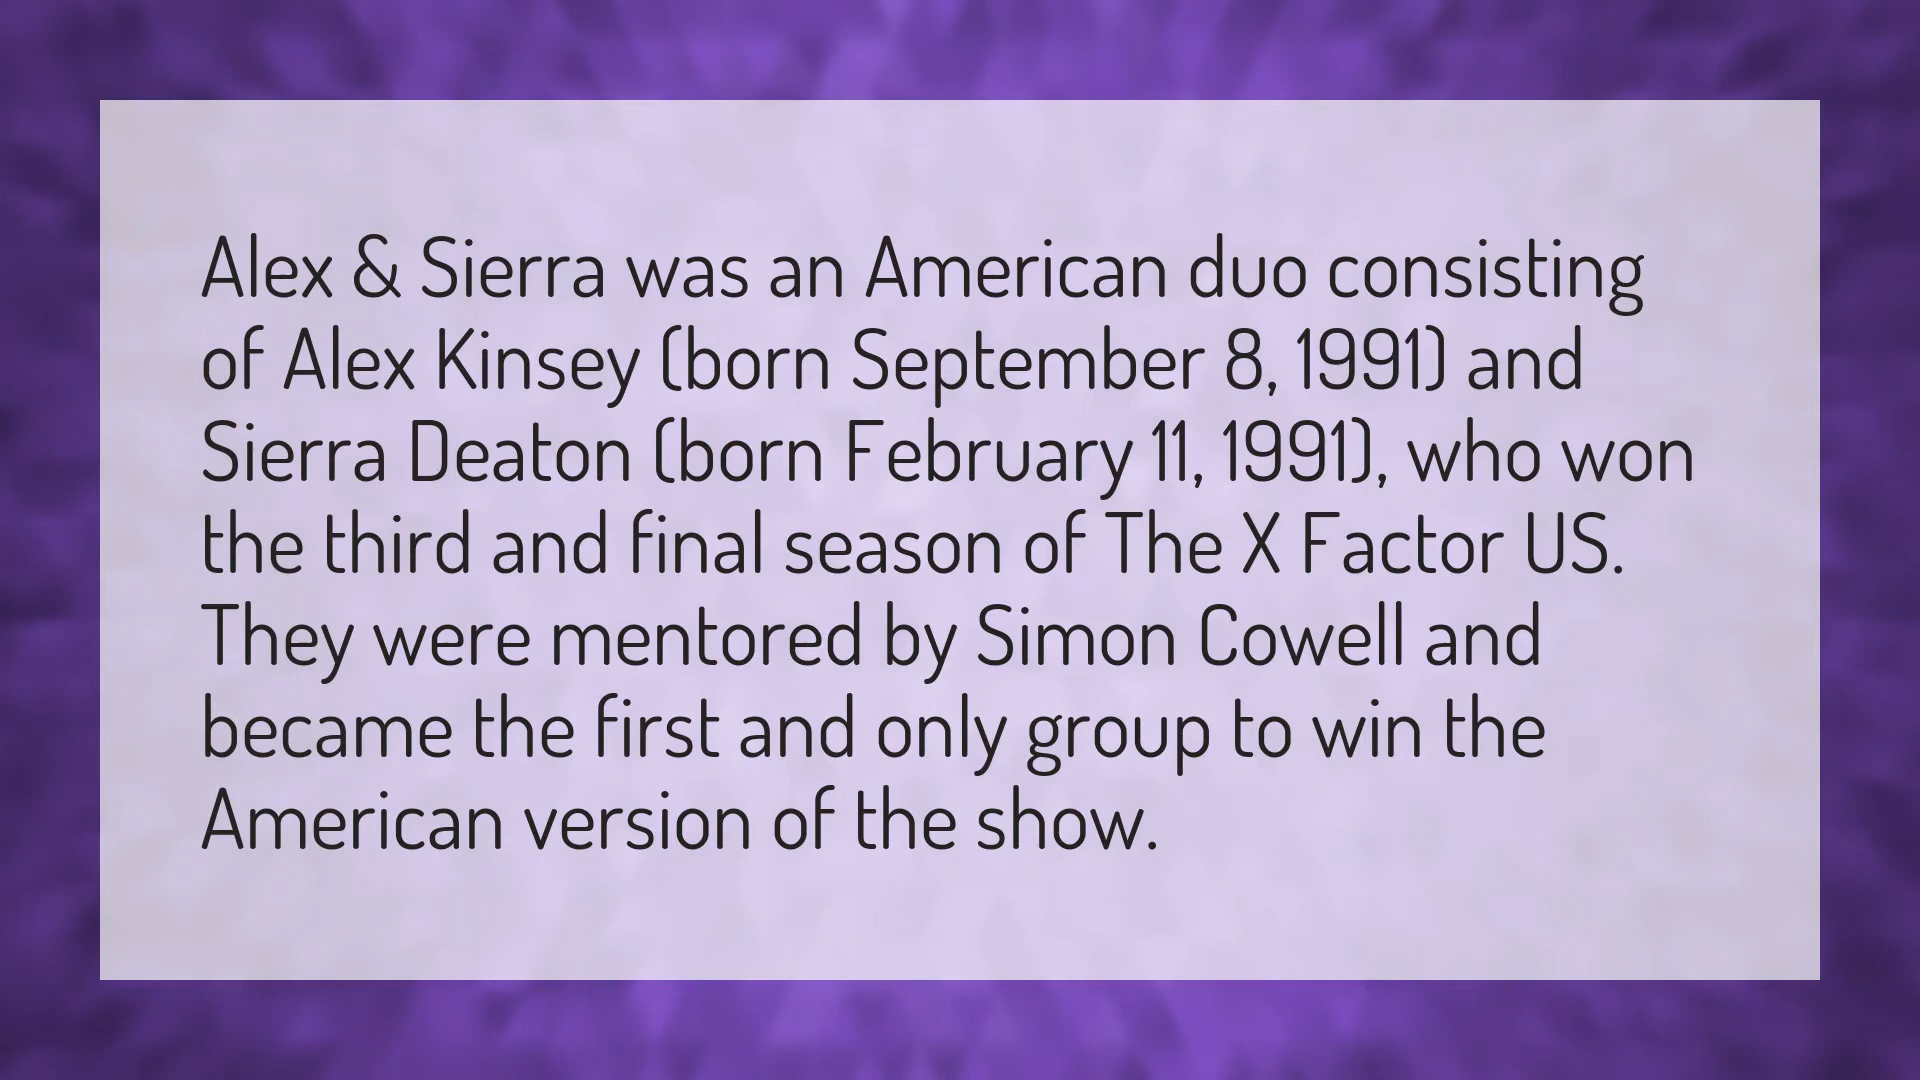 Alex & Sierra was an American duo consisting
of Alex Kinsey (born September 8, 1991) and
Sierra Deaton (born February 11, 1991), who won
the third and final season of The X Factor US.
They were mentored by Simon Cowell and
became the first and only group to win the
American version of the show.